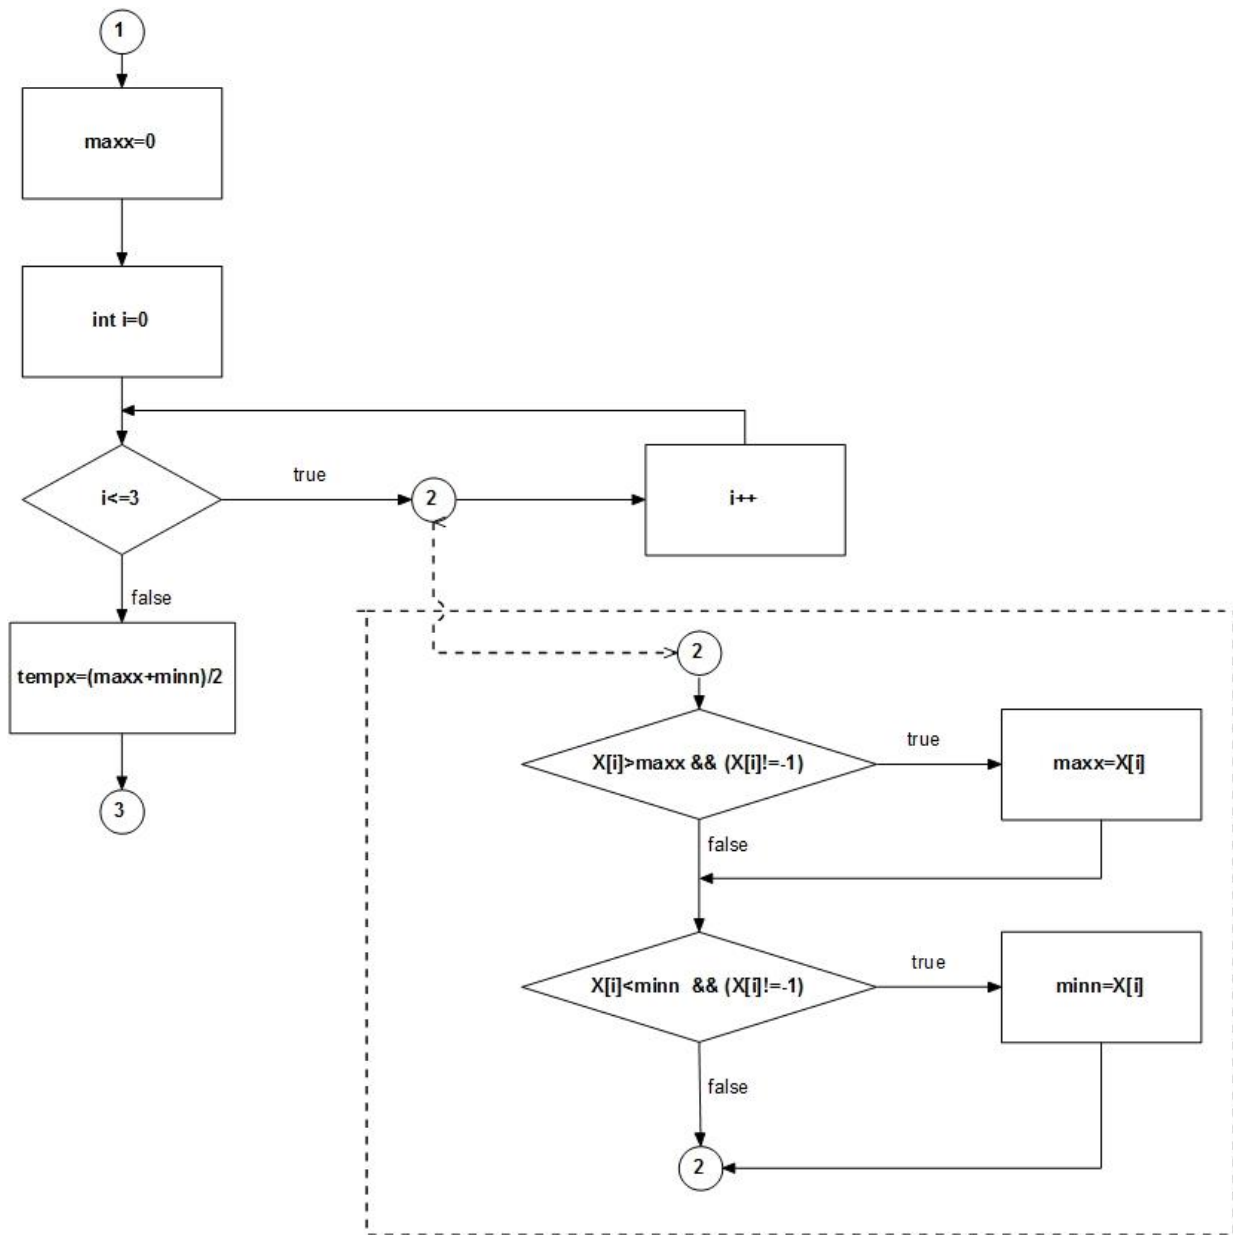 1
maxx=0
int i=0
i<=3
true
2
i++
false
tempx=(maxx+minn)/2
3
2
X[i]>maxx && (X[i]!=-1)
true
maxx=X[i]
false
X[i]<minn  && (X[i]!=-1)
true
minn=X[i]
false
2